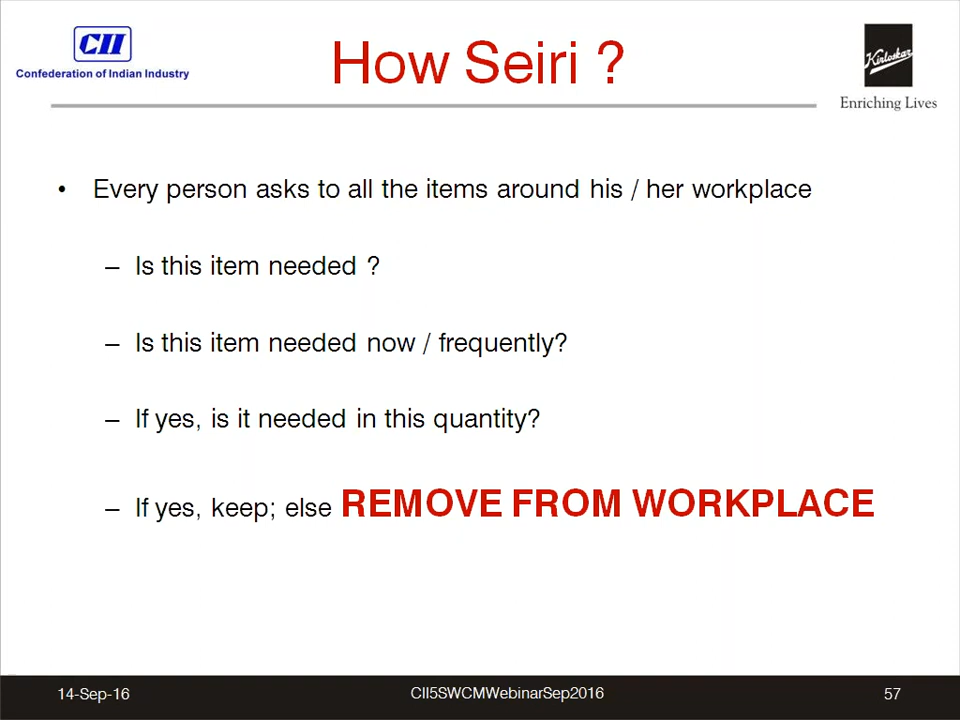 CII
Confederation of Indian Industry
How Seiri ?
Kirloskar
Enriching Lives
• Every person asks to all the items around his / her workplace
– Is this item needed ?
– Is this item needed now / frequently?
– If yes, is it needed in this quantity?
– If yes, keep; else REMOVE FROM WORKPLACE
14-Sep-16
CII5SWCMWebinarSep2016
57